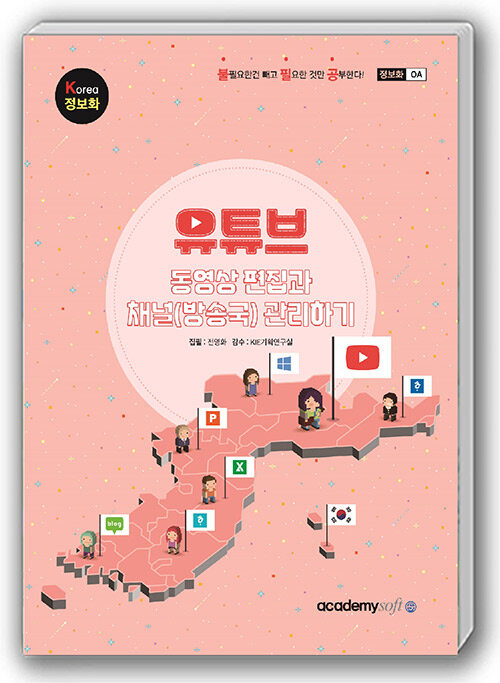 Korea
정보화
불필요한건 빼고 필요한 것만 공부한다!
정보화 OA
유튜브
동영상 편집과
채널(방송국) 관리하기
집필 : 전영화 감수 : KIE기획연구실
P
X
blog
academysoft